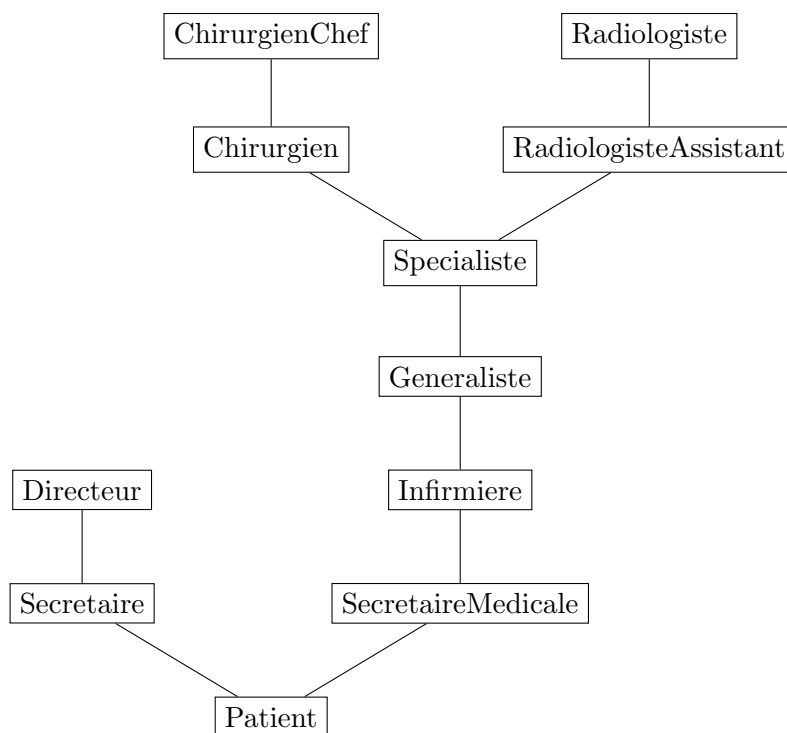 ChirurgienChef
Radiologiste
Chirurgien
RadiologisteAssistant
Specialiste
Generaliste
Directeur
Infirmiere
Secretaire
SecretaireMedicale
Patient